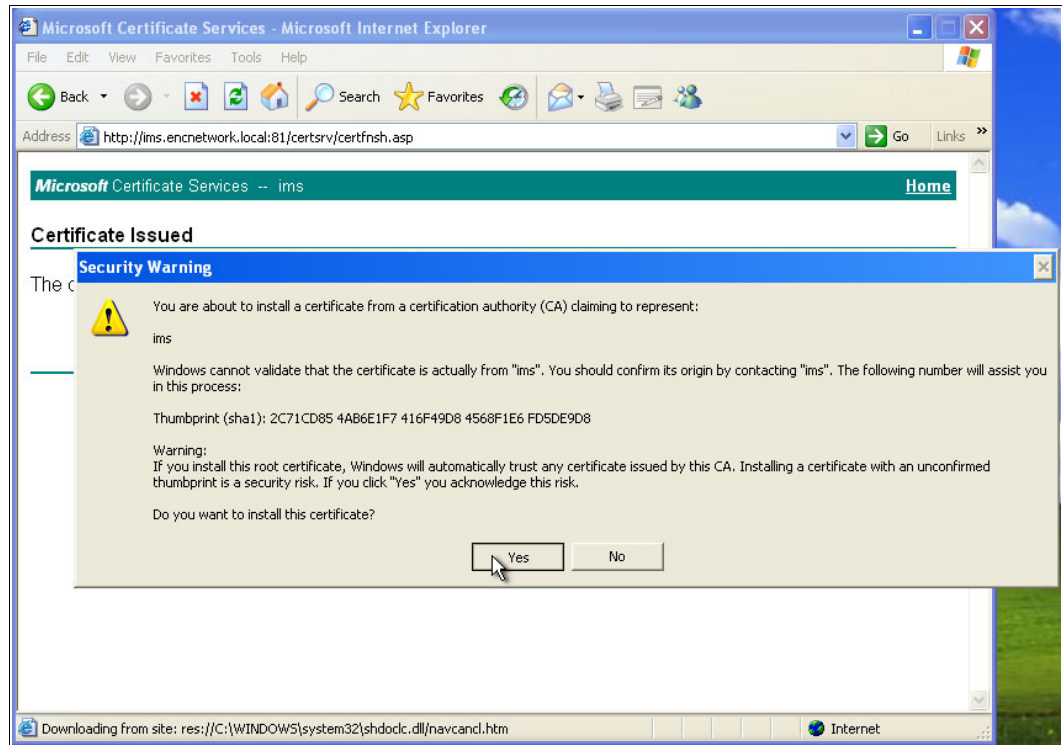 Microsoft Certificate Services - Microsoft Internet Explorer
File Edit View Favorites Tools Help
Back Search Favorites
Address http://ims.encnetwork.local:81/certsrv/certfnsh.asp Go Links »
Microsoft Certificate Services -- ims Home
Certificate Issued
The c
Security Warning
You are about to install a certificate from a certification authority (CA) claiming to represent:
ims
Windows cannot validate that the certificate is actually from "ims". You should confirm its origin by contacting "ims". The following number will assist you
in this process:
Thumbprint (sha1): 2C71CD85 4AB6E1F7 416F49D8 4568F1E6 FD5DE9D8
Warning:
If you install this root certificate, Windows will automatically trust any certificate issued by this CA. Installing a certificate with an unconfirmed
thumbprint is a security risk. If you click "Yes" you acknowledge this risk.
Do you want to install this certificate?
Yes No
Downloading from site: res://C:\WINDOWS\system32\shdoclc.dll/navcancl.htm Internet